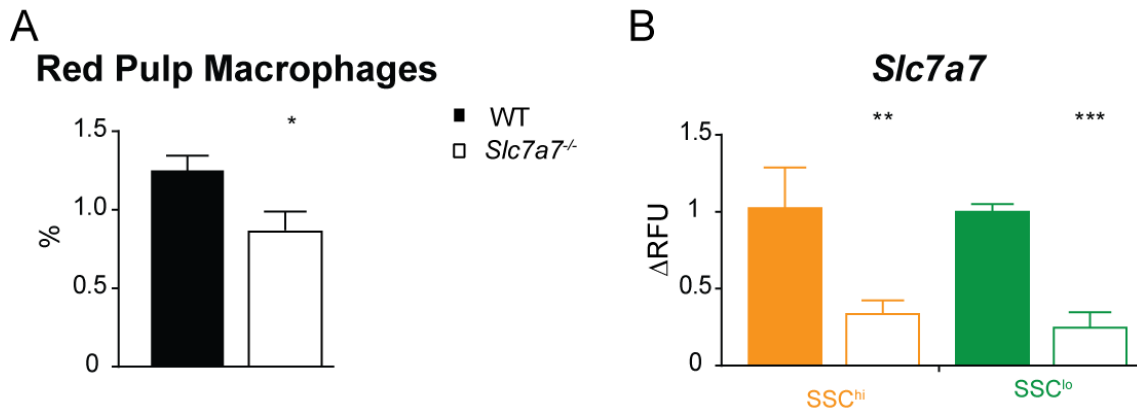 A
Red Pulp Macrophages
*
WT
Slc7a7-/-
1.5
1.0
0.5
0
%
B
Slc7a7
**
***
1.5
1
0.5
0
ΔRFU
SSChi
SSClo